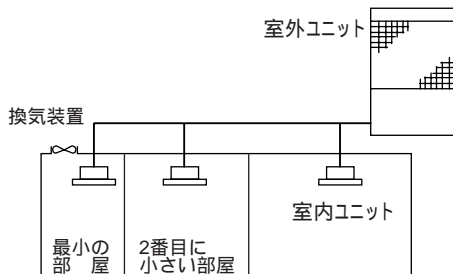 室外ユニット
換気装置
室内ユニット
最小の
部　屋
2番目に
小さい部屋